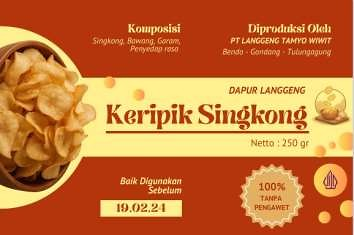 Komposisi
Singkong, Bawang, Garam,
Penyedap rasa
Diproduksi Oleh
PT LANGGENG TAMYO WIWIT
Bendo - Gondang - Tulungagung
DAPUR LANGGENG
Keripik Singkong
Netto : 250 gr
Baik Digunakan
Sebelum
19.02.24
100%
TANPA
PENGAWET